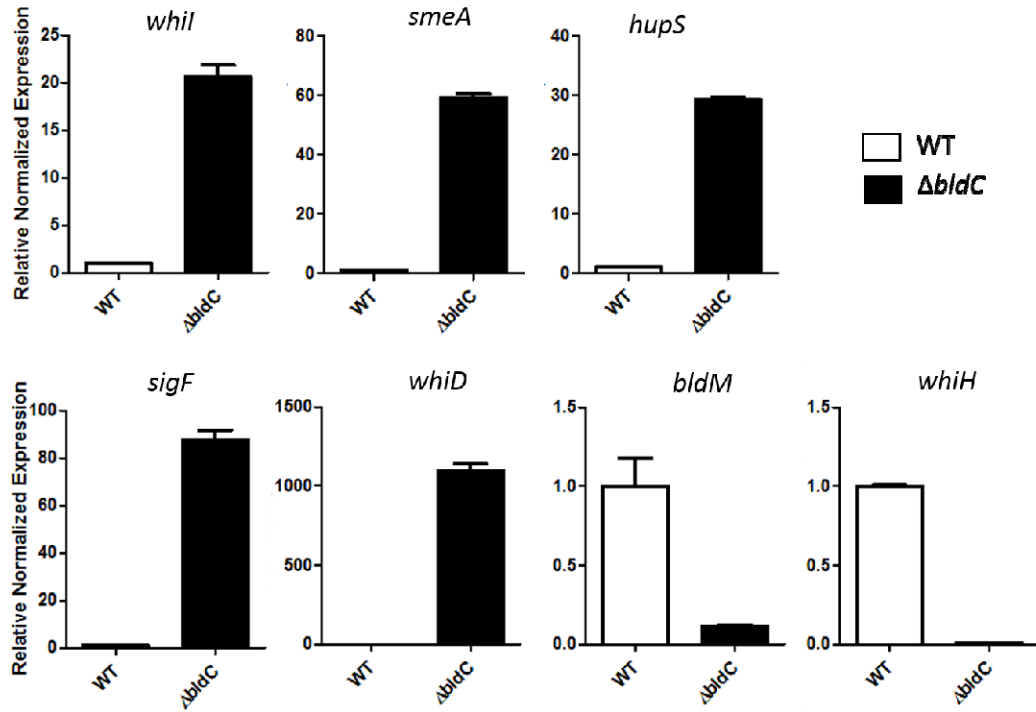 whiI
smeA
hupS
Relative Normalized Expression
25
20
15
10
5
0
WT
ΔbldC
80
60
40
20
0
WT
ΔbldC
40
30
20
10
0
WT
ΔbldC
WT
ΔbldC
sigF
whiD
bldM
whiH
Relative Normalized Expression
100
80
60
40
20
0
WT
ΔbldC
1500
1000
500
0
WT
ΔbldC
1.5
1.0
0.5
0.0
WT
ΔbldC
1.5
1.0
0.5
0.0
WT
ΔbldC